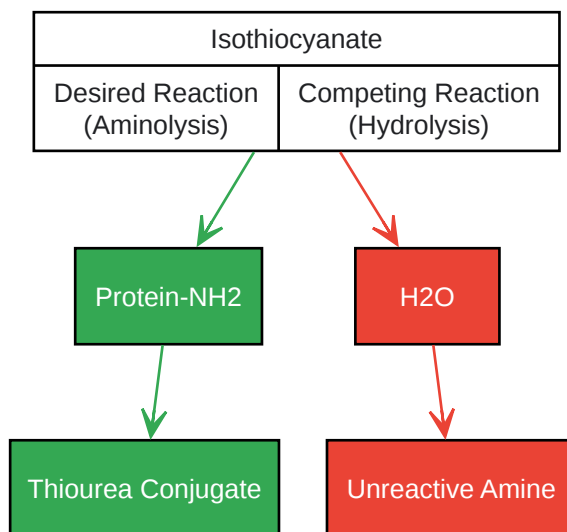 Isothiocyanate
Desired Reaction
(Aminolysis)
Competing Reaction
(Hydrolysis)
Protein-NH2
H2O
Thiourea Conjugate
Unreactive Amine